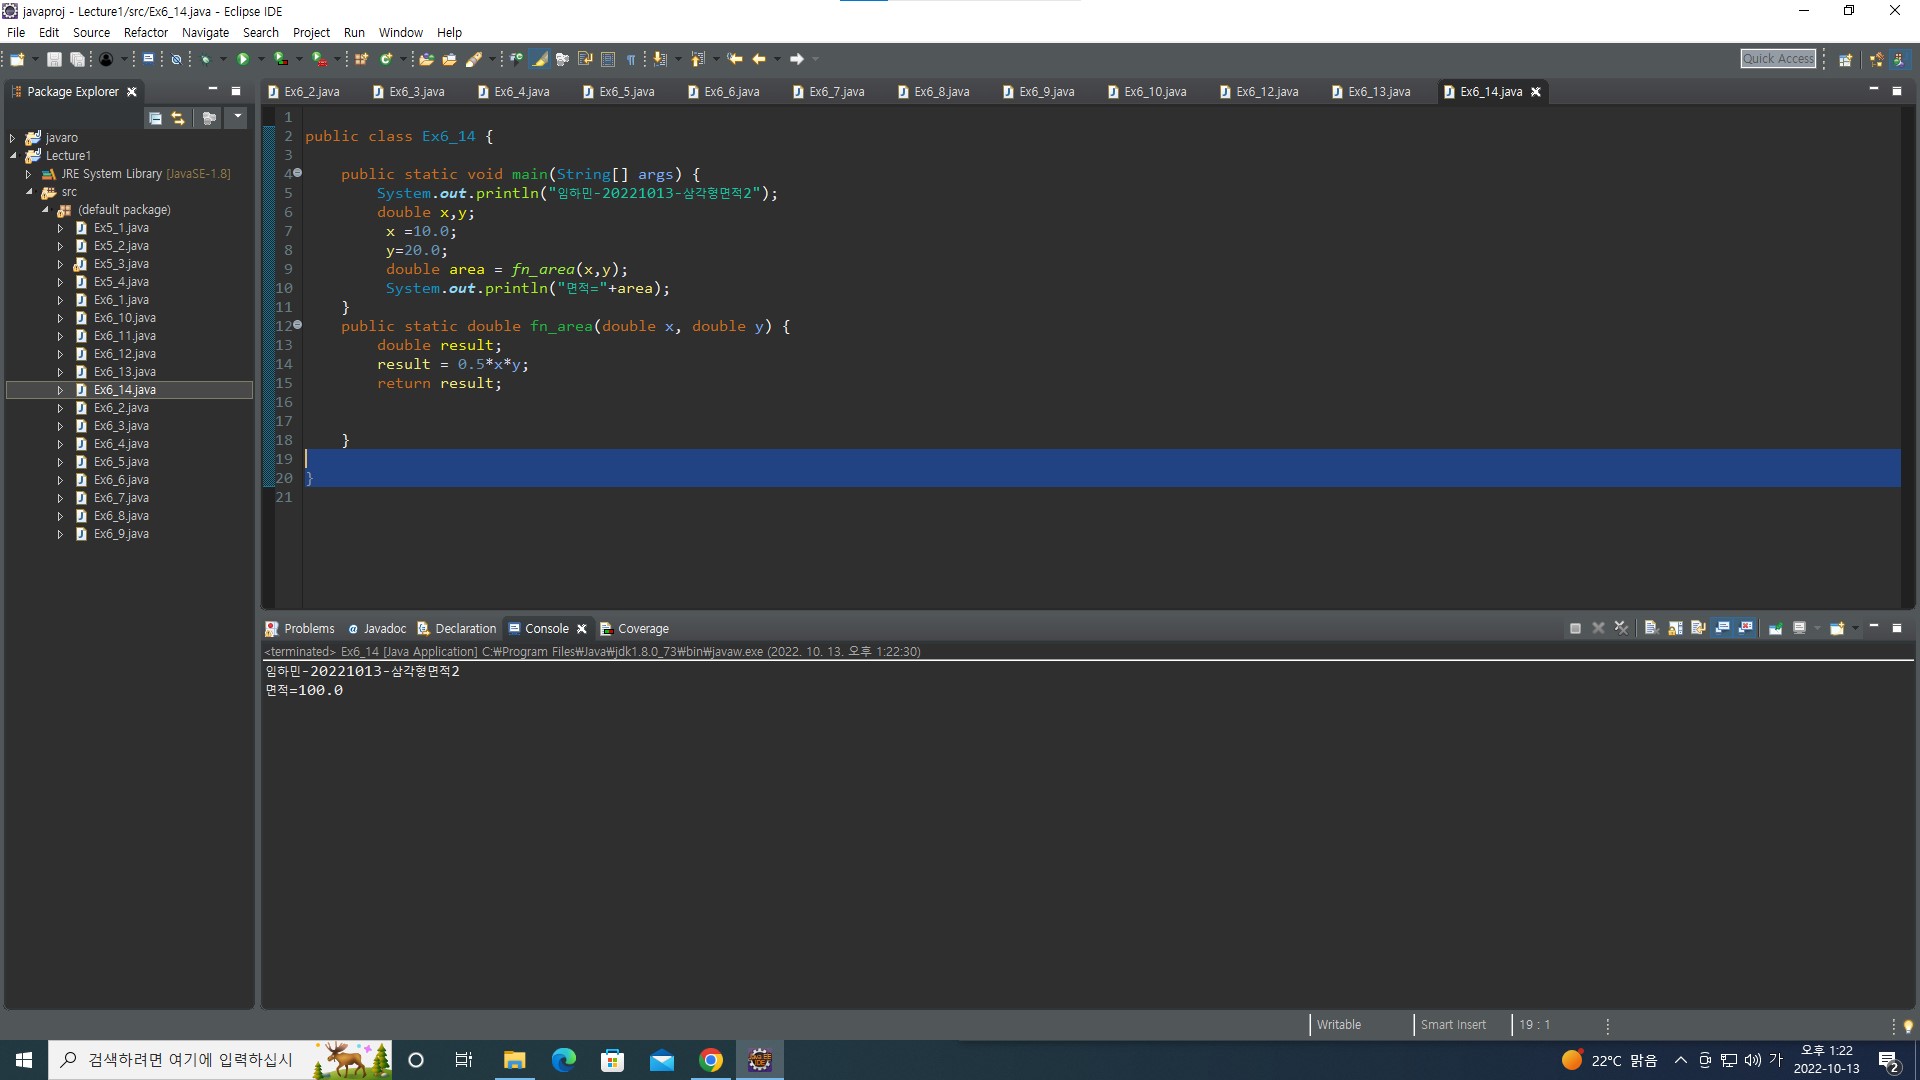 javaproj - Lecture1/src/Ex6_14.java - Eclipse IDE
File Edit Source Refactor Navigate Search Project Run Window Help
Quick Access
Package Explorer
Ex6_2.java Ex6_3.java Ex6_4.java Ex6_5.java Ex6_6.java Ex6_7.java Ex6_8.java Ex6_9.java Ex6_10.java Ex6_12.java Ex6_13.java Ex6_14.java
javaro
Lecture1
JRE System Library [JavaSE-1.8]
src
(default package)
Ex5_1.java
Ex5_2.java
Ex5_3.java
Ex5_4.java
Ex6_1.java
Ex6_10.java
Ex6_11.java
Ex6_12.java
Ex6_13.java
Ex6_14.java
Ex6_2.java
Ex6_3.java
Ex6_4.java
Ex6_5.java
Ex6_6.java
Ex6_7.java
Ex6_8.java
Ex6_9.java
1
2 public class Ex6_14 {
3
4 public static void main(String[] args) {
5 System.out.println("임하민-20221013-삼각형면적2");
6 double x,y;
7 x =10.0;
8 y=20.0;
9 double area = fn_area(x,y);
10 System.out.println("면적="+area);
11 }
12 public static double fn_area(double x, double y) {
13 double result;
14 result = 0.5*x*y;
15 return result;
16
17
18 }
19
20 }
21
Problems Javadoc Declaration Console Coverage
<terminated> Ex6_14 [Java Application] C:₩Program Files₩Java₩jdk1.8.0_73₩bin₩javaw.exe (2022. 10. 13. 오후 1:22:30)
임하민-20221013-삼각형면적2
면적=100.0
Writable Smart Insert 19 : 1
검색하려면 여기에 입력하십시
22°C 맑음 가 오후 1:22
2022-10-13
2